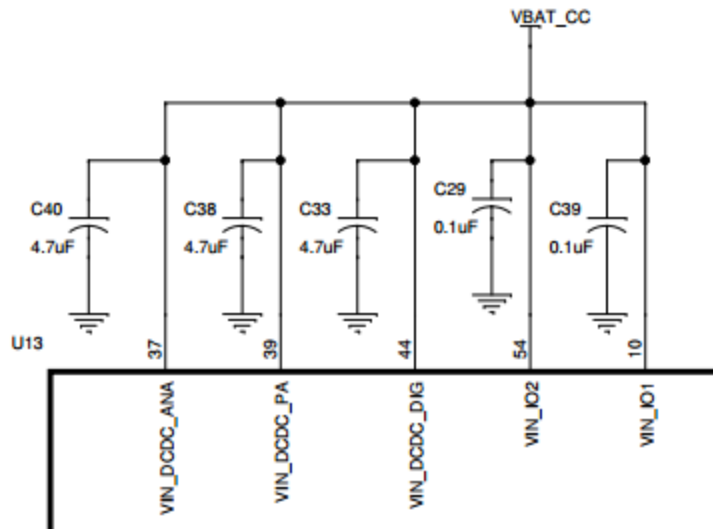 VBAT_CC
C40
4.7uF
C38
4.7uF
C33
4.7uF
C29
0.1uF
C39
0.1uF
U13
37
39
44
54
10
VIN_DCDC_ANA
VIN_DCDC_PA
VIN_DCDC_DIG
VIN_IO2
VIN_IO1